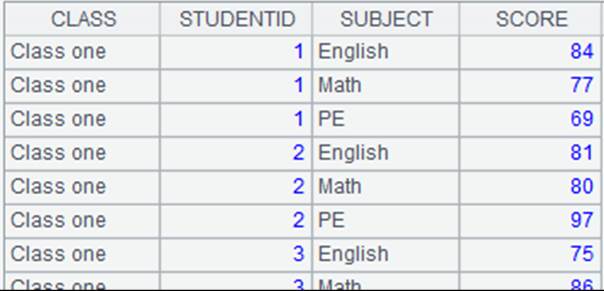 CLASS STUDENTID SUBJECT SCORE
Class one 1 English 84
Class one 1 Math 77
Class one 1 PE 69
Class one 2 English 81
Class one 2 Math 80
Class one 2 PE 97
Class one 3 English 75
Class one 3 Math 86